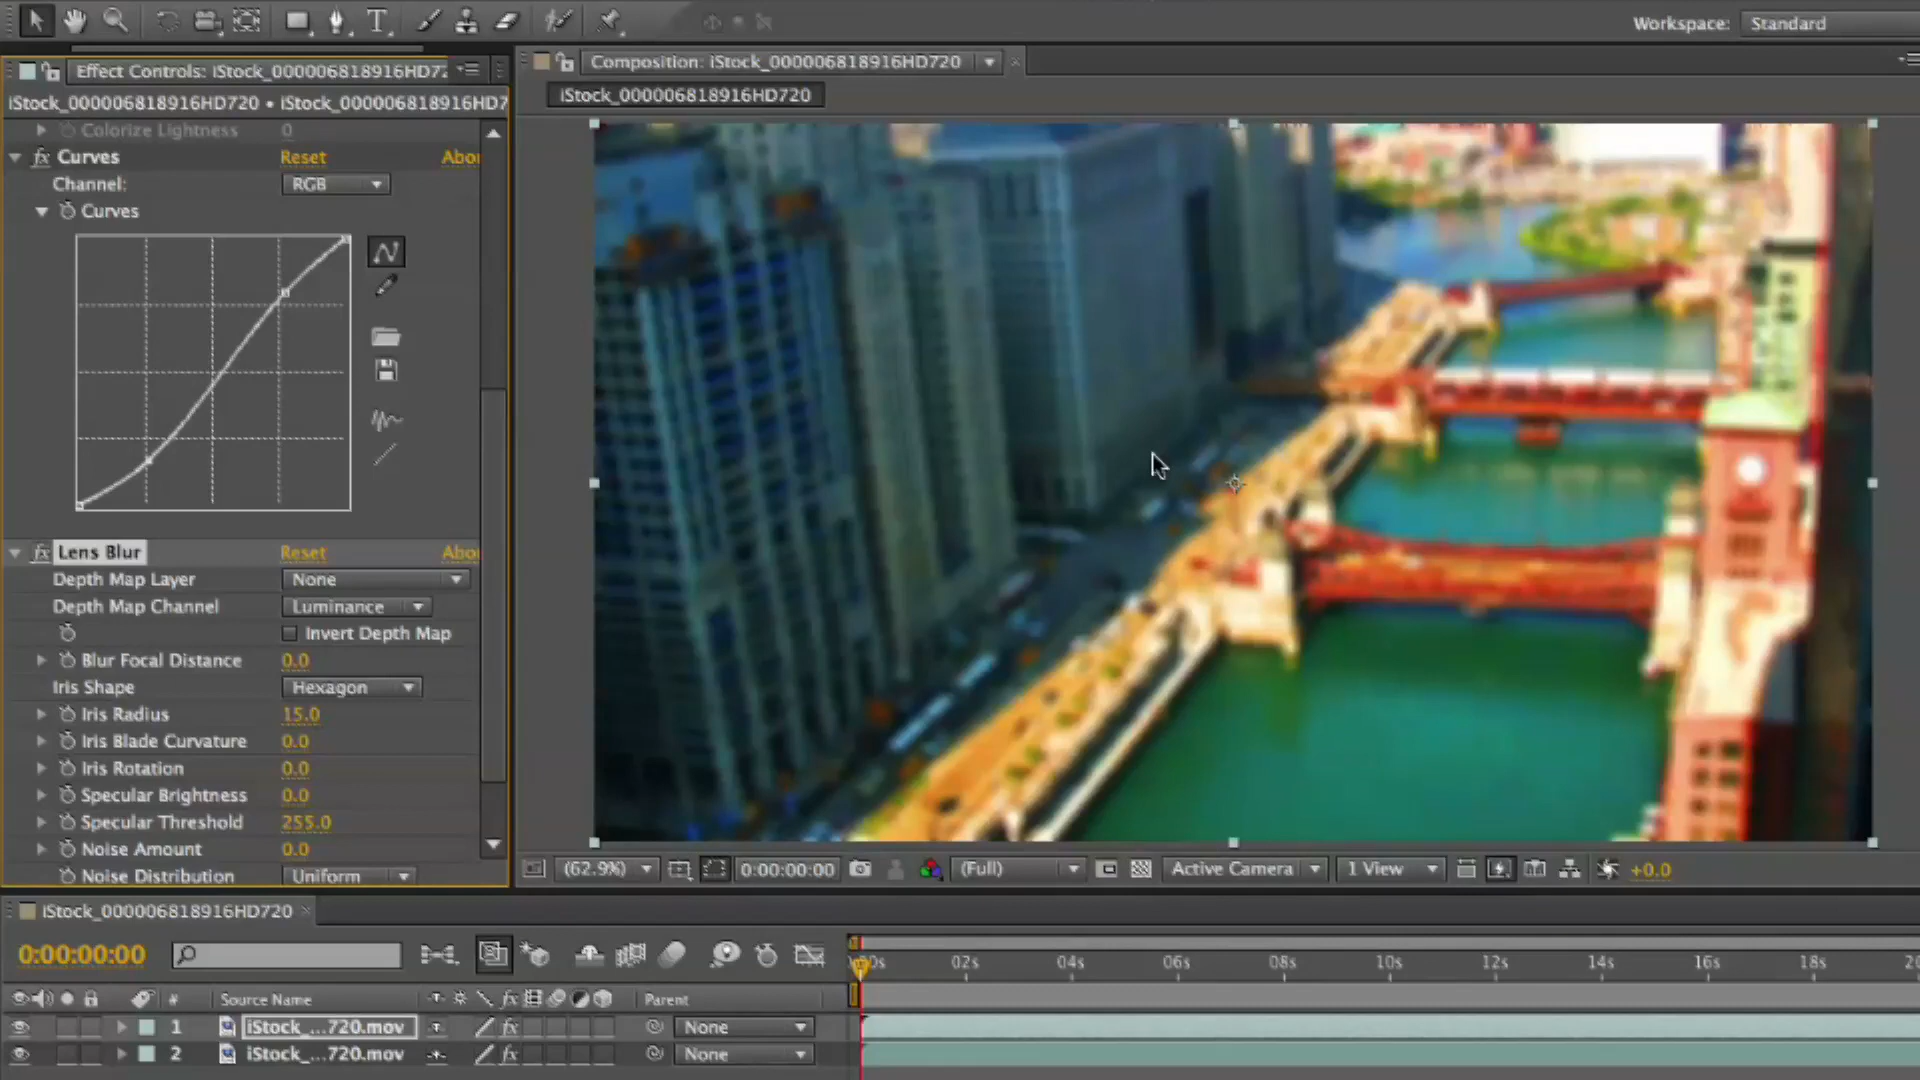 Workspace: Standard
Effect Controls: iStock_000006818916HD72
iStock_000006818916HD720 • iStock_000006818916HD7
Colorize Lightness 0
fx Curves Reset Abou
Channel: RGB
Curves
fx Lens Blur Reset Abou
Depth Map Layer None
Depth Map Channel Luminance
Invert Depth Map
Blur Focal Distance 0.0
Iris Shape Hexagon
Iris Radius 15.0
Iris Blade Curvature 0.0
Iris Rotation 0.0
Specular Brightness 0.0
Specular Threshold 255.0
Noise Amount 0.0
Noise Distribution Uniform
Composition: iStock_000006818916HD720
iStock_000006818916HD720
(62.9%) 0:00:00:00 (Full) Active Camera 1 View +0.0
iStock_000006818916HD720
0:00:00:00
02s 04s 06s 08s 10s 12s 14s 16s 18s 20
# Source Name fx Parent
1 iStock_...720.mov fx None
2 iStock_...720.mov fx None